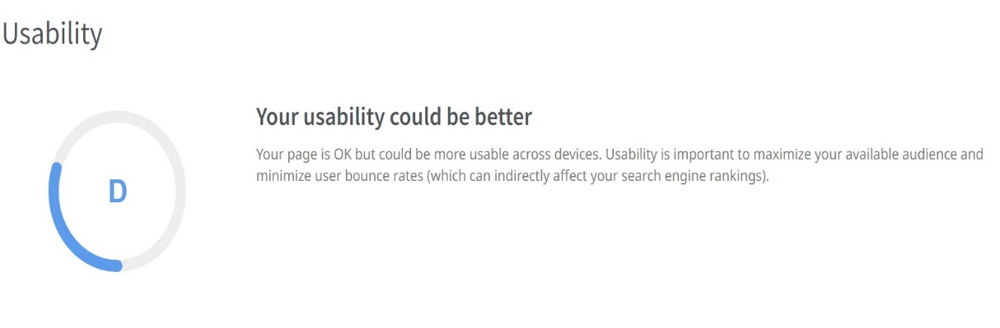 Usability
D
Your usability could be better
Your page is OK but could be more usable across devices. Usability is important to maximize your available audience and
minimize user bounce rates (which can indirectly affect your search engine rankings).